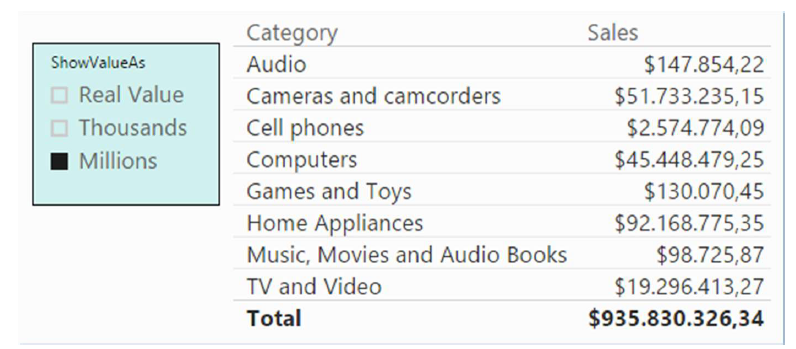 Category Sales
ShowValueAs
Audio $147.854,22
Real Value
Cameras and camcorders $51.733.235,15
Thousands
Cell phones $2.574.774,09
Millions
Computers $45.448.479,25
Games and Toys $130.070,45
Home Appliances $92.168.775,35
Music, Movies and Audio Books $98.725,87
TV and Video $19.296.413,27
Total $935.830.326,34